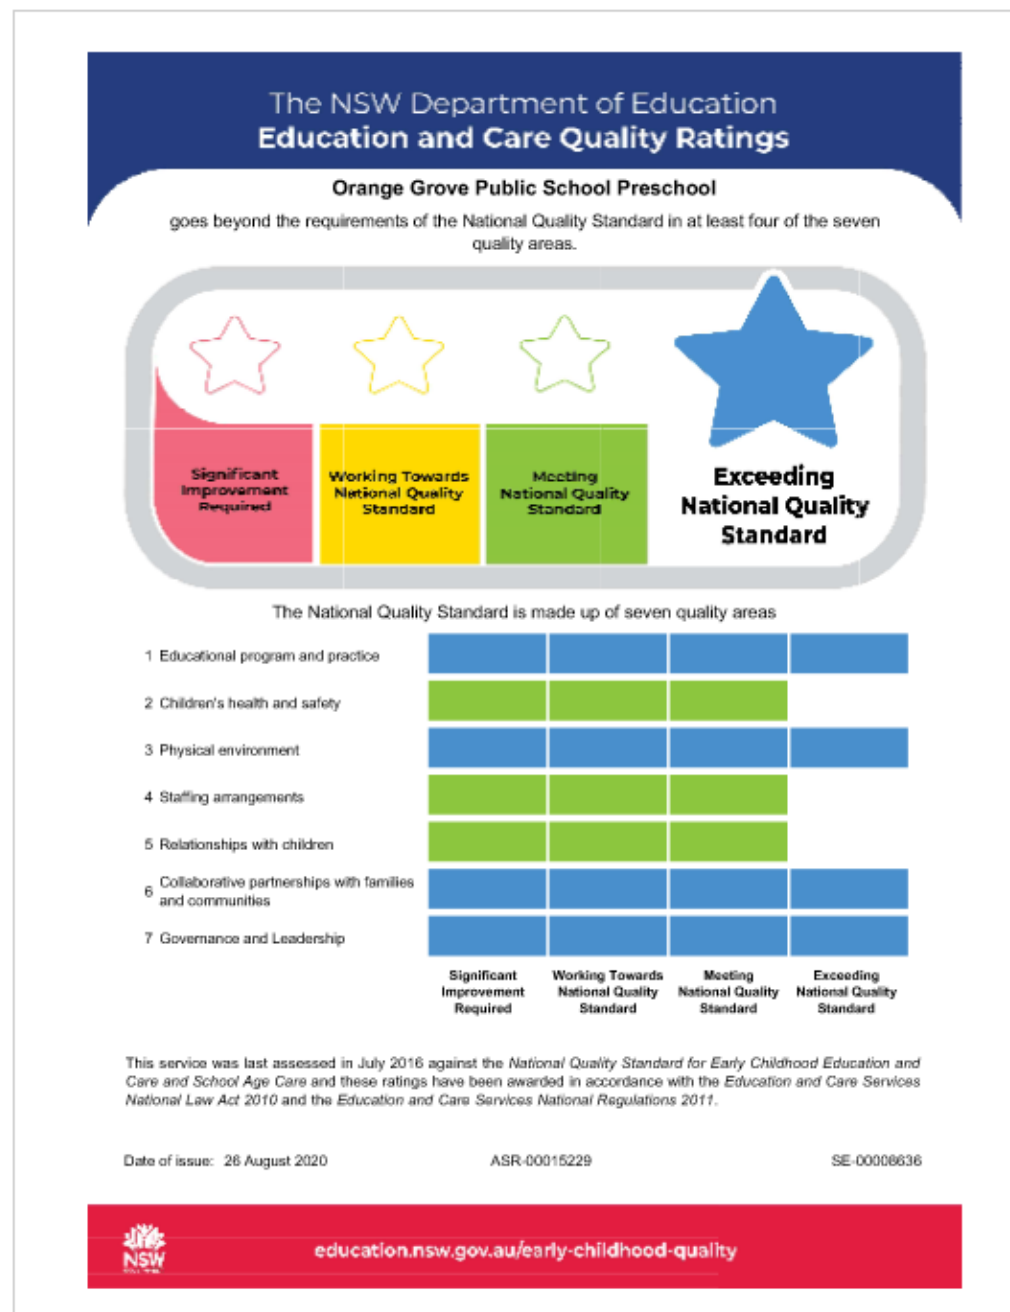 The NSW Department of Education
Education and Care Quality Ratings
Orange Grove Public School Preschool
goes beyond the requirements of the National Quality Standard in at least four of the seven
quality areas.
Significant
Improvement
Required
Working Towards
National Quality
Standard
Meeting
National Quality
Standard
Exceeding
National Quality
Standard
The National Quality Standard is made up of seven quality areas
1 Educational program and practice
2 Children's health and safety
3 Physical environment
4 Staffing arrangements
5 Relationships with children
6 Collaborative partnerships with families
and communities
7 Governance and Leadership
Significant
Improvement
Required
Working Towards
National Quality
Standard
Meeting
National Quality
Standard
Exceeding
National Quality
Standard
This service was last assessed in July 2016 against the National Quality Standard for Early Childhood Education and
Care and School Age Care and these ratings have been awarded in accordance with the Education and Care Services
National Law Act 2010 and the Education and Care Services National Regulations 2011.
Date of issue: 26 August 2020 ASR-00015229 SE-00008636
NSW
education.nsw.gov.au/early-childhood-quality